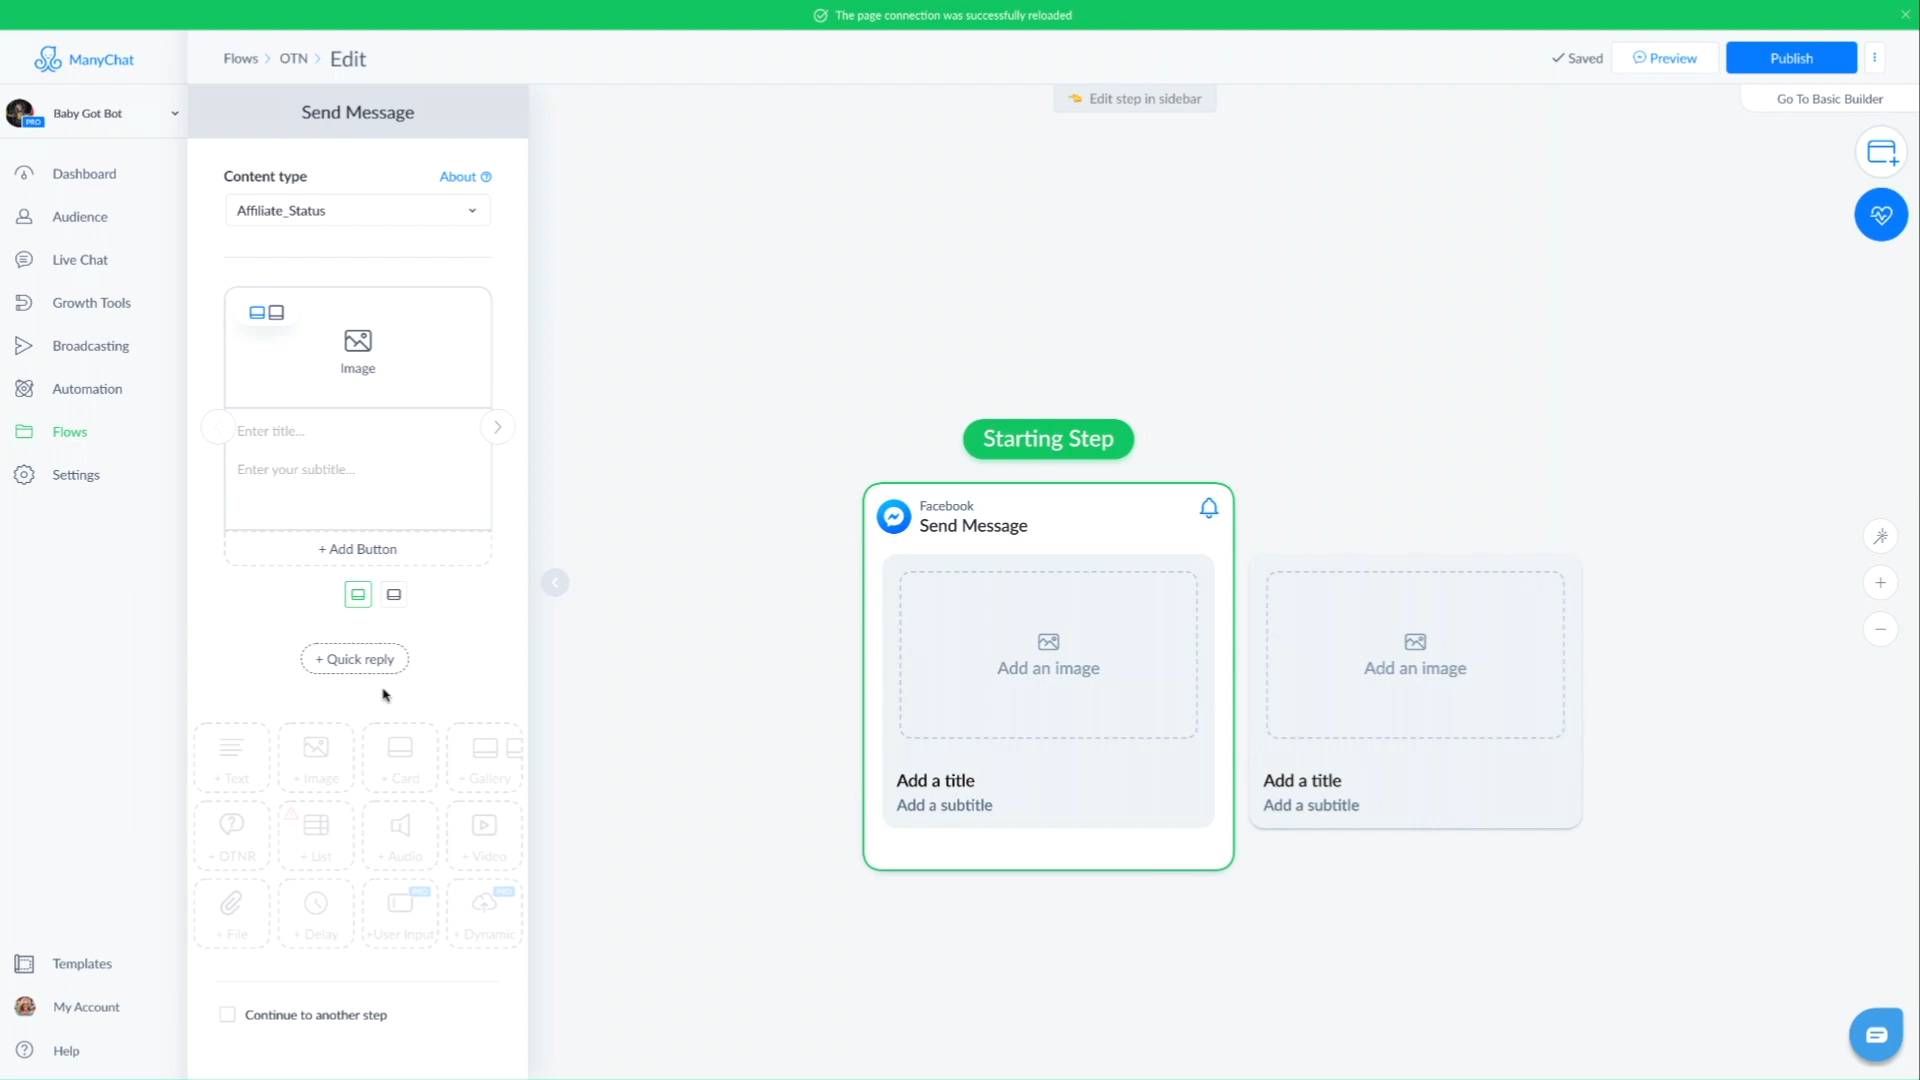 The page connection was successfully reloaded
ManyChat
Flows > OTN > Edit
Saved
Preview
Publish
Baby Got Bot
PRO
Send Message
Edit step in sidebar
Go To Basic Builder
Dashboard
Audience
Live Chat
Growth Tools
Broadcasting
Automation
Flows
Settings
Templates
My Account
Help
Content type
About
Affiliate_Status
Image
Enter title...
Enter your subtitle...
+ Add Button
+ Quick reply
+ Text
+ Image
+ Card
+ Gallery
+ OTNR
+ List
+ Audio
+ Video
+ File
+ Delay
PRO
+User Input
PRO
+ Dynamic
Continue to another step
Starting Step
Facebook
Send Message
Add an image
Add a title
Add a subtitle
Add an image
Add a title
Add a subtitle